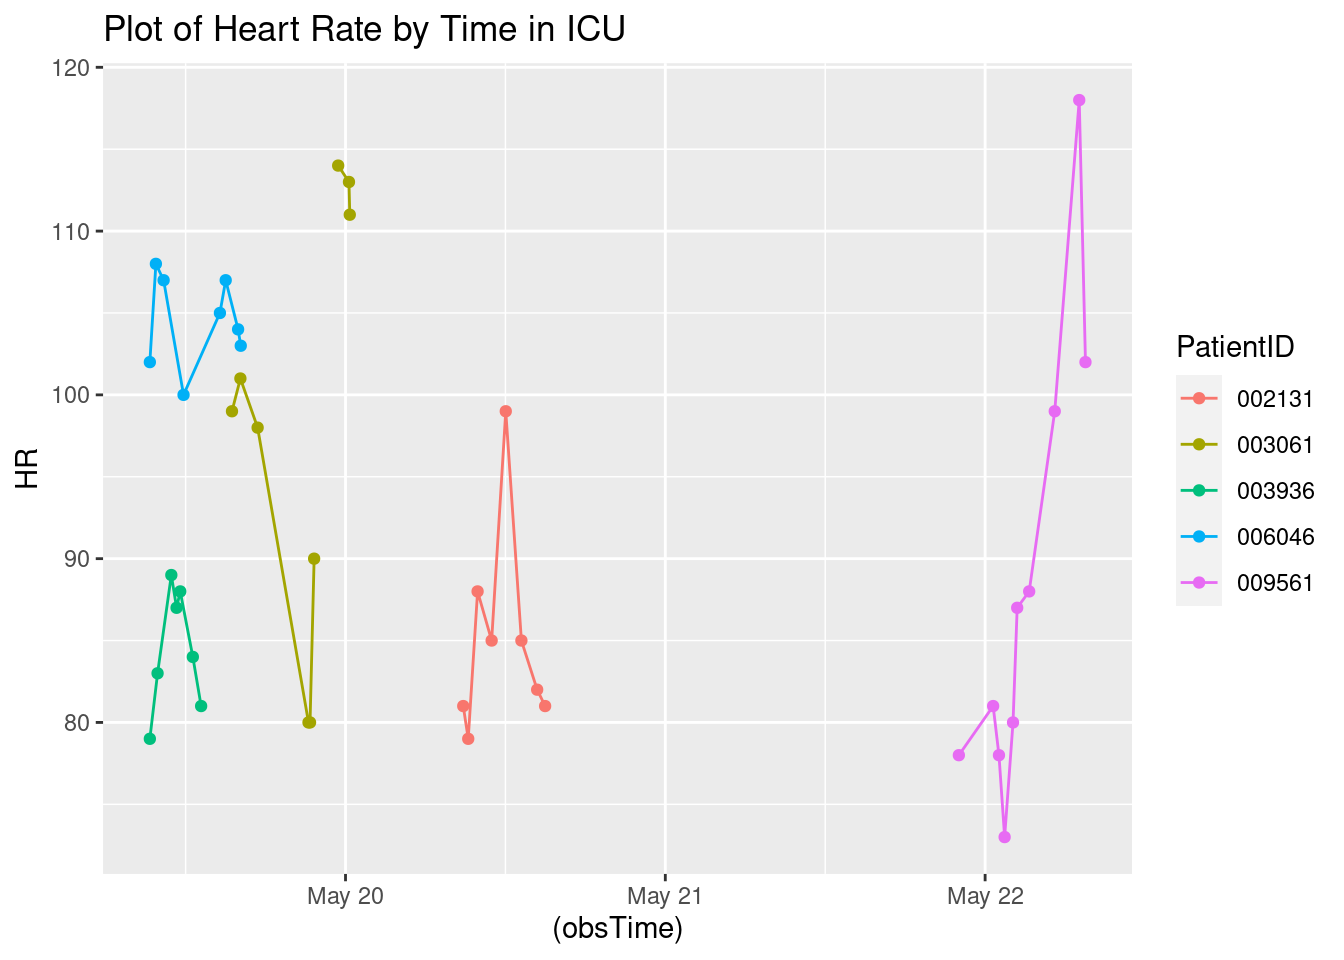 Plot of Heart Rate by Time in ICU
120
110
100
90
80
HR
May 20
May 21
May 22
(obsTime)
PatientID
002131
003061
003936
006046
009561